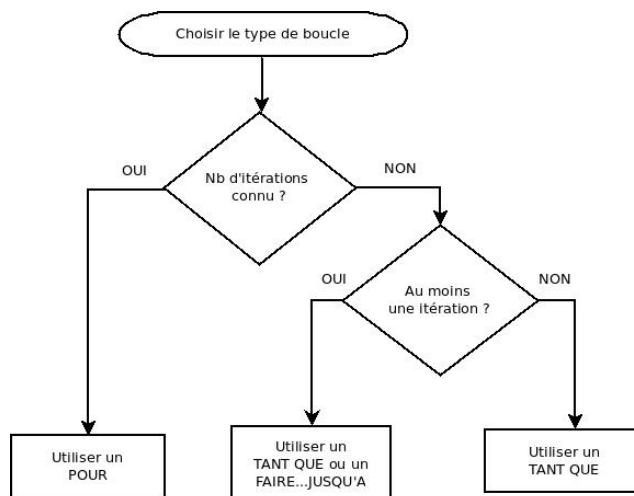 Choisir le type de boucle
OUI
NON
Nb d'itérations
connu ?
OUI
NON
Au moins
une itération ?
Utiliser un
POUR
Utiliser un
TANT QUE ou un
FAIRE...JUSQU'A
Utiliser un
TANT QUE